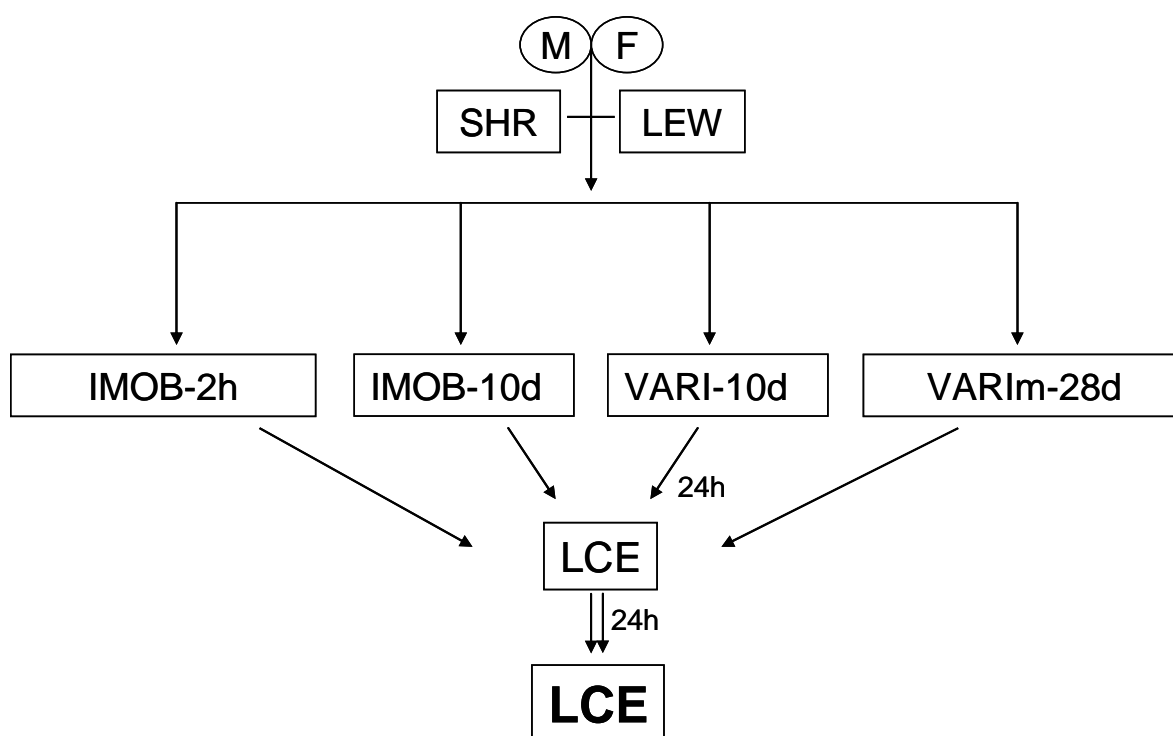 M F
SHR LEW
IMOB-2h IMOB-10d VARI-10d VARIm-28d
24h
LCE
24h
LCE